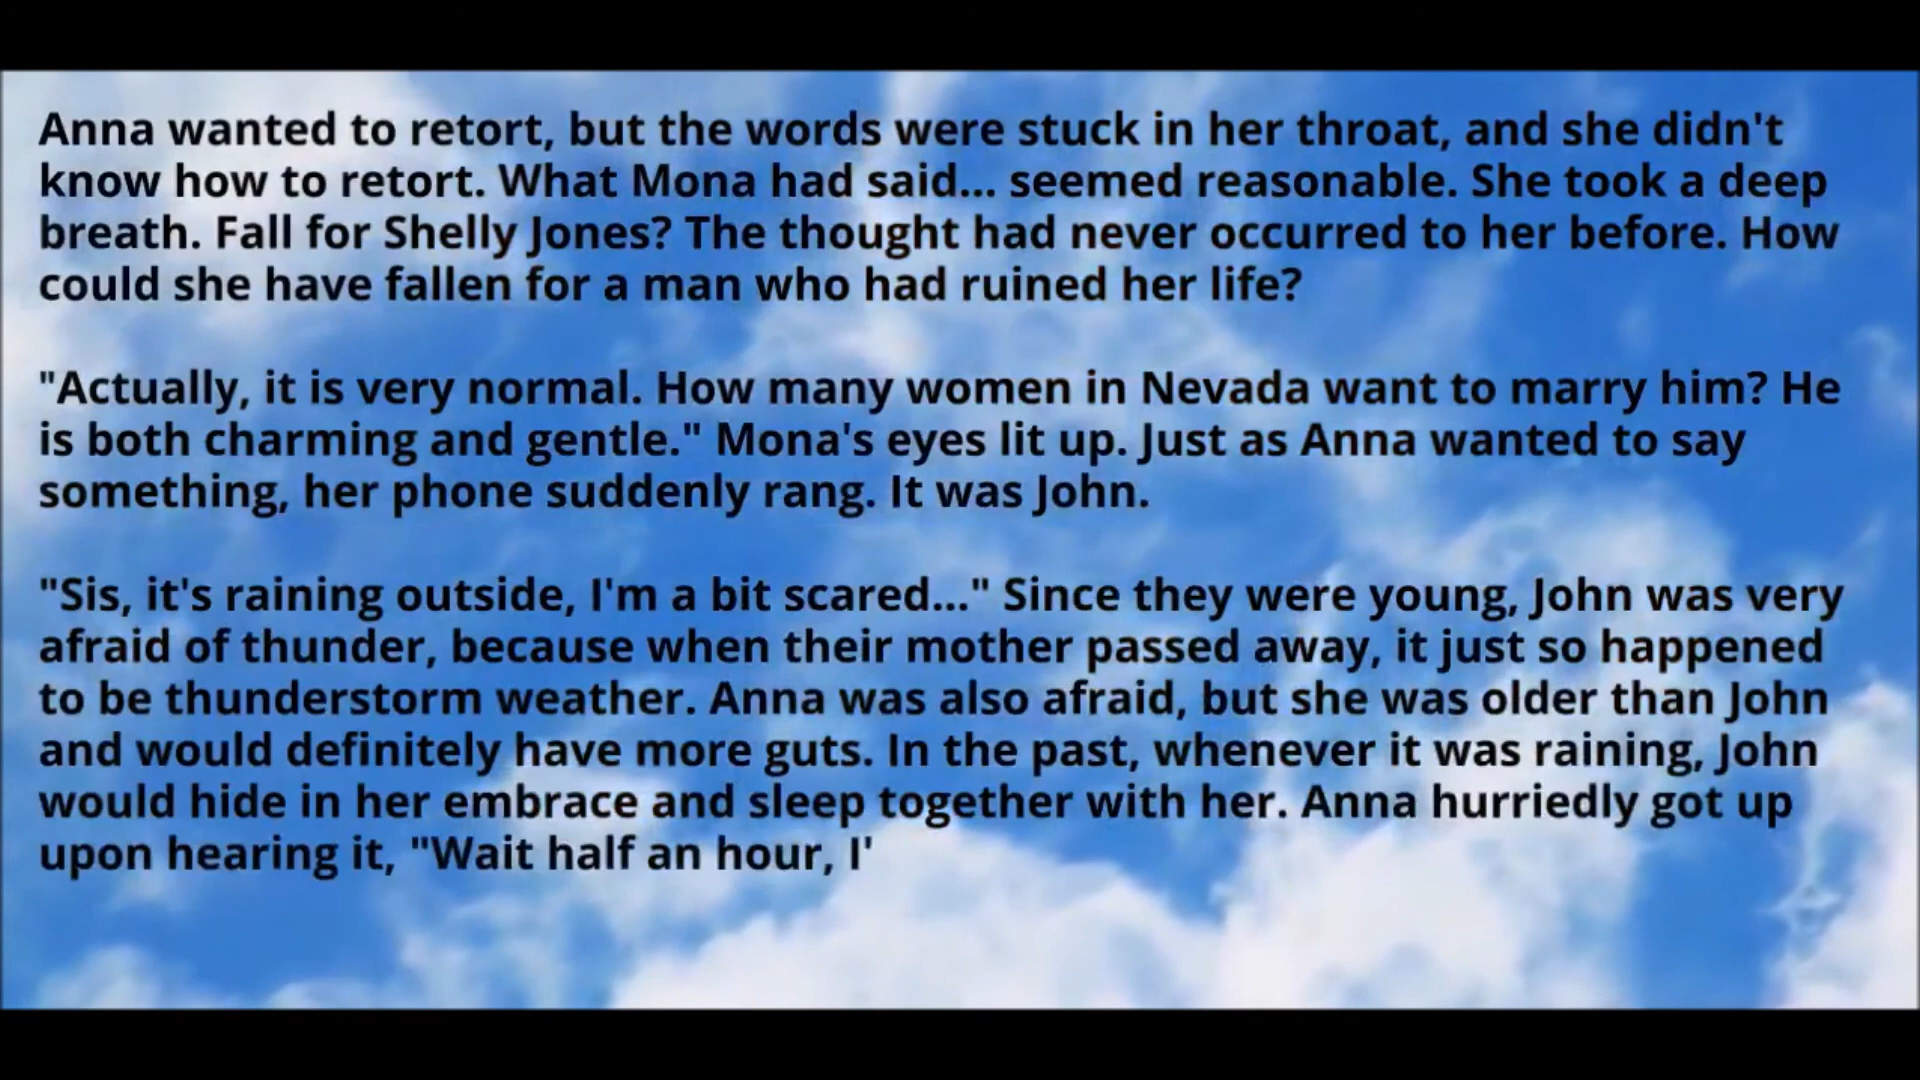 Anna wanted to retort, but the words were stuck in her throat, and she didn't
know how to retort. What Mona had said... seemed reasonable. She took a deep
breath. Fall for Shelly Jones? The thought had never occurred to her before. How
could she have fallen for a man who had ruined her life?
"Actually, it is very normal. How many women in Nevada want to marry him? He
is both charming and gentle." Mona's eyes lit up. Just as Anna wanted to say
something, her phone suddenly rang. It was John.
"Sis, it's raining outside, I'm a bit scared..." Since they were young, John was very
afraid of thunder, because when their mother passed away, it just so happened
to be thunderstorm weather. Anna was also afraid, but she was older than John
and would definitely have more guts. In the past, whenever it was raining, John
would hide in her embrace and sleep together with her. Anna hurriedly got up
upon hearing it, "Wait half an hour, I'